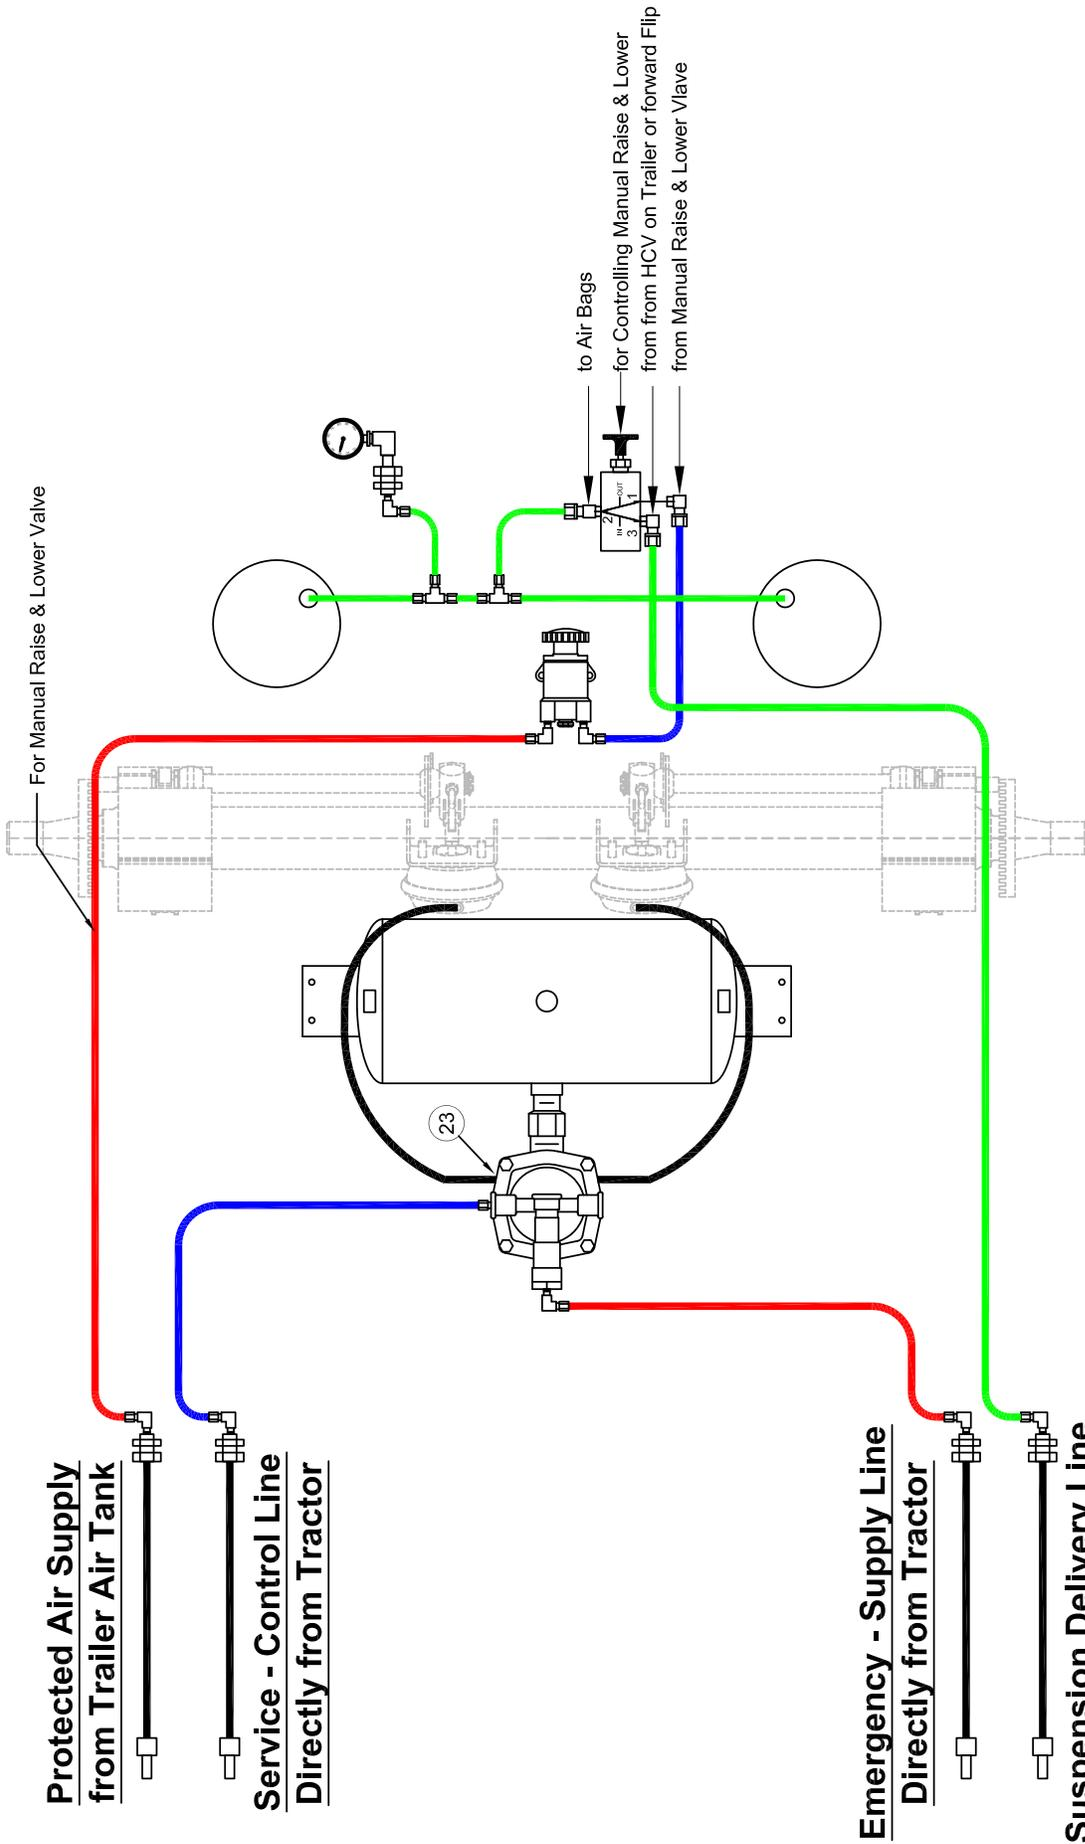 For Manual Raise & Lower Valve
to Air Bags
for Controlling Manual Raise & Lower
from from HCV on Trailer or forward Flip
from Manual Raise & Lower Vlave
IN
OUT
2
3
1
23
Protected Air Supply
from Trailer Air Tank
Service - Control Line
Directly from Tractor
Emergency - Supply Line
Directly from Tractor
Suspension Delivery Line